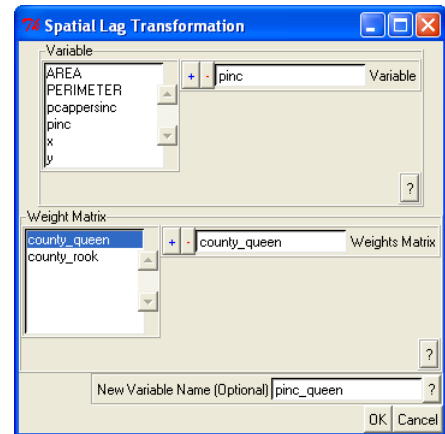 Spatial Lag Transformation
Variable
AREA
PERIMETER
pcappersinc
pinc
x
y
+ - pinc Variable
?
Weight Matrix
county_queen
county_rook
+ - county_queen Weights Matrix
?
New Variable Name (Optional) pinc_queen ?
OK Cancel